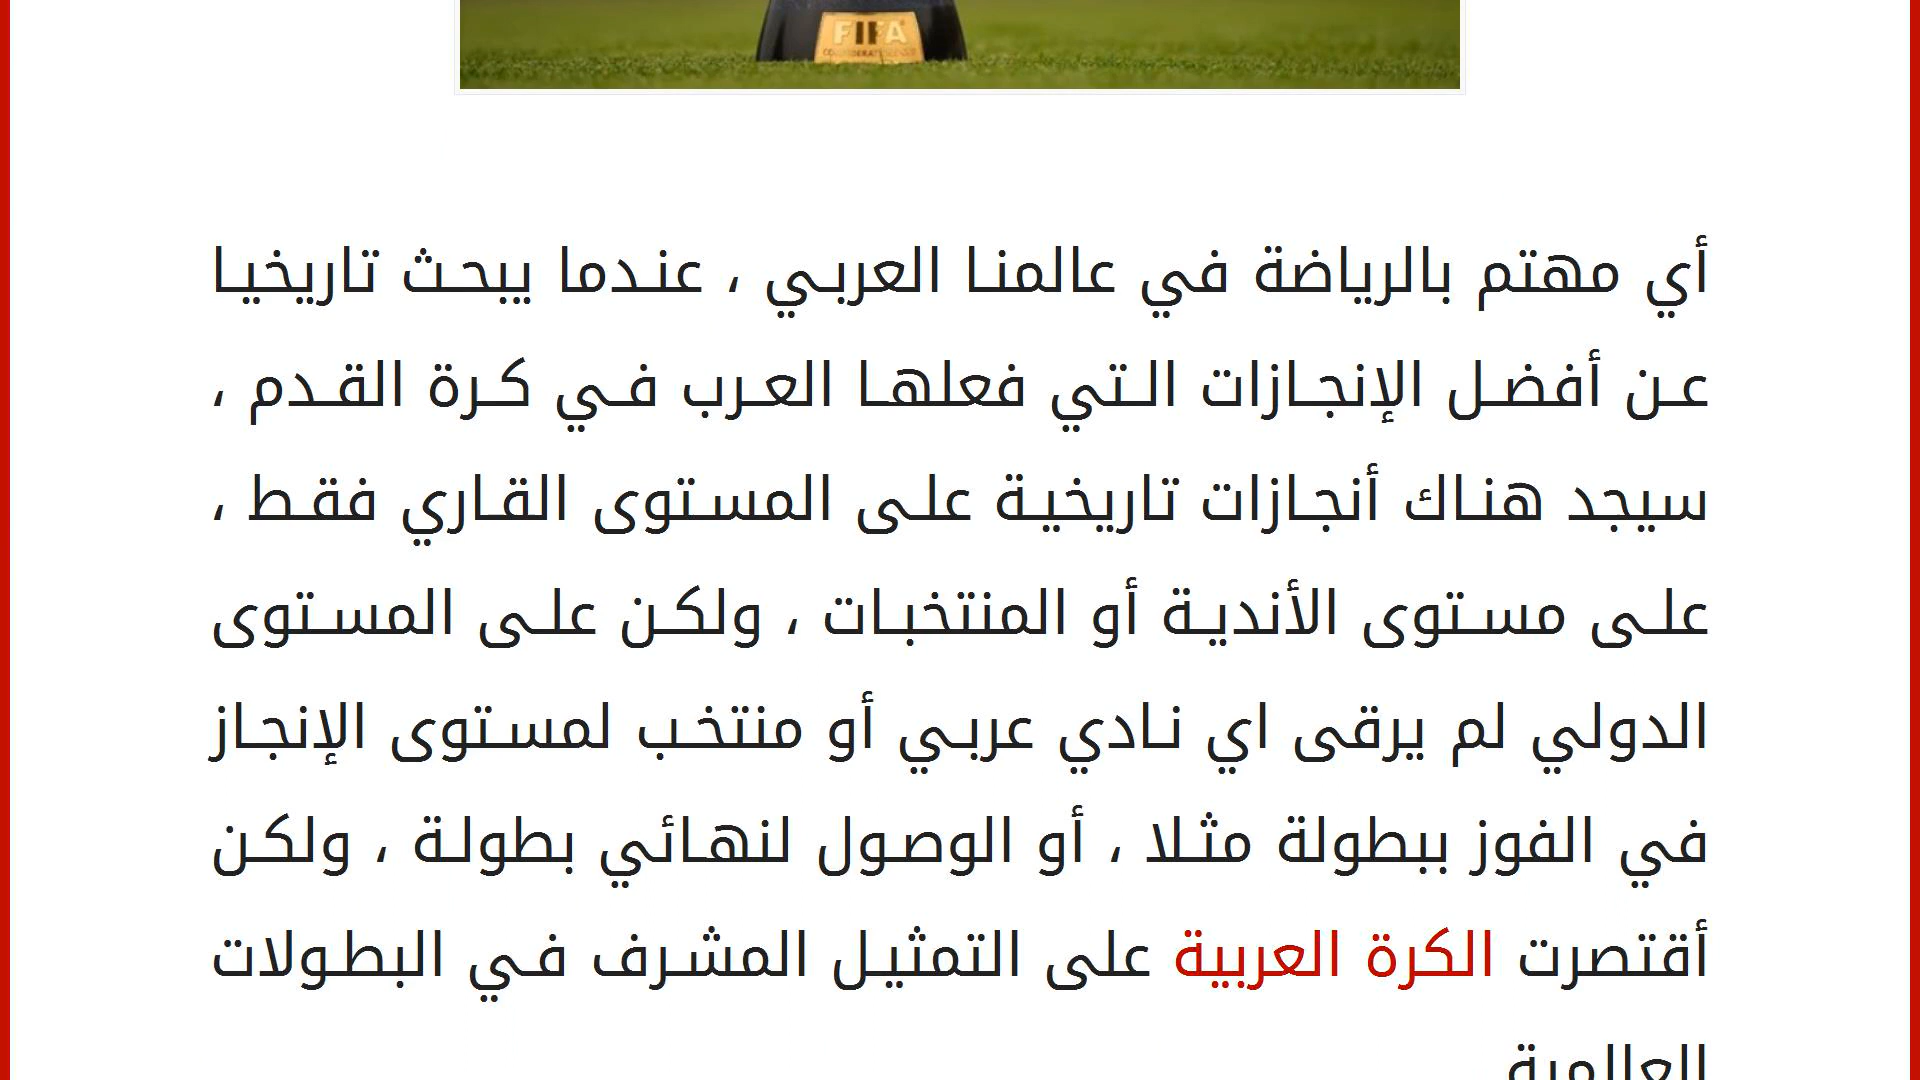 FIFA
أي مهتم بالرياضة في عالمنا العربي ، عندما يبحث تاريخيا
عن أفضل الإنجازات التي فعلها العرب في كرة القدم ،
سيجد هناك أنجازات تاريخية على المستوى القاري فقط ،
على مستوى الأندية أو المنتخبات ، ولكن على المستوى
الدولي لم يرقى اي نادي عربي أو منتخب لمستوى الإنجاز
في الفوز ببطولة مثلا ، أو الوصول لنهائي بطولة ، ولكن
أقتصرت الكرة العربية على التمثيل المشرف في البطولات
العالمية